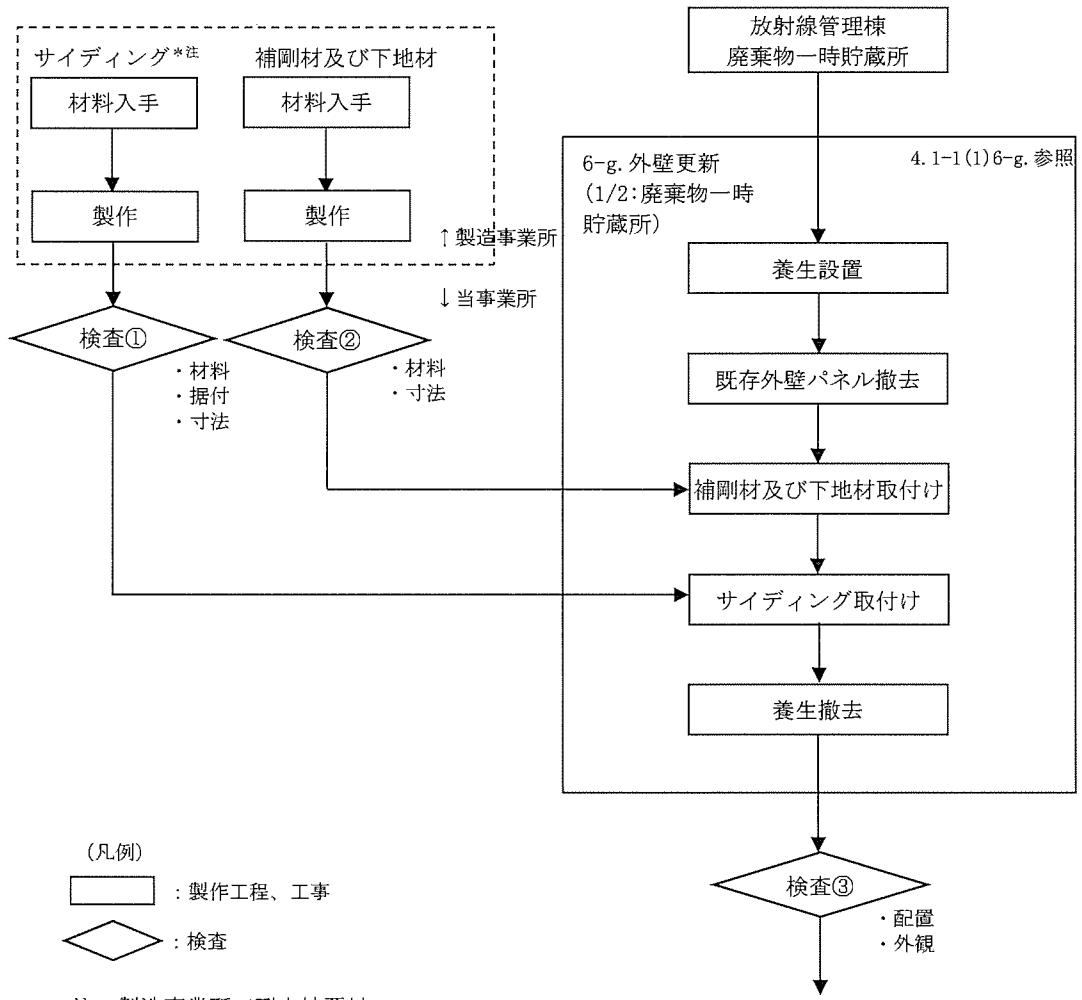 放射線管理棟
廃棄物一時貯蔵所
サイディング*注
補剛材及び下地材
材料入手
材料入手
製作
製作
↑製造事業所
↓当事業所
検査①
・材料
・据付
・寸法
検査②
・材料
・寸法
6-g.外壁更新
(1/2:廃棄物一時
貯蔵所)
4.1-1(1)6-g.参照
養生設置
既存外壁パネル撤去
補剛材及び下地材取付け
サイディング取付け
養生撤去
検査③
・配置
・外観
(凡例)
:製作工程、工事
:検査